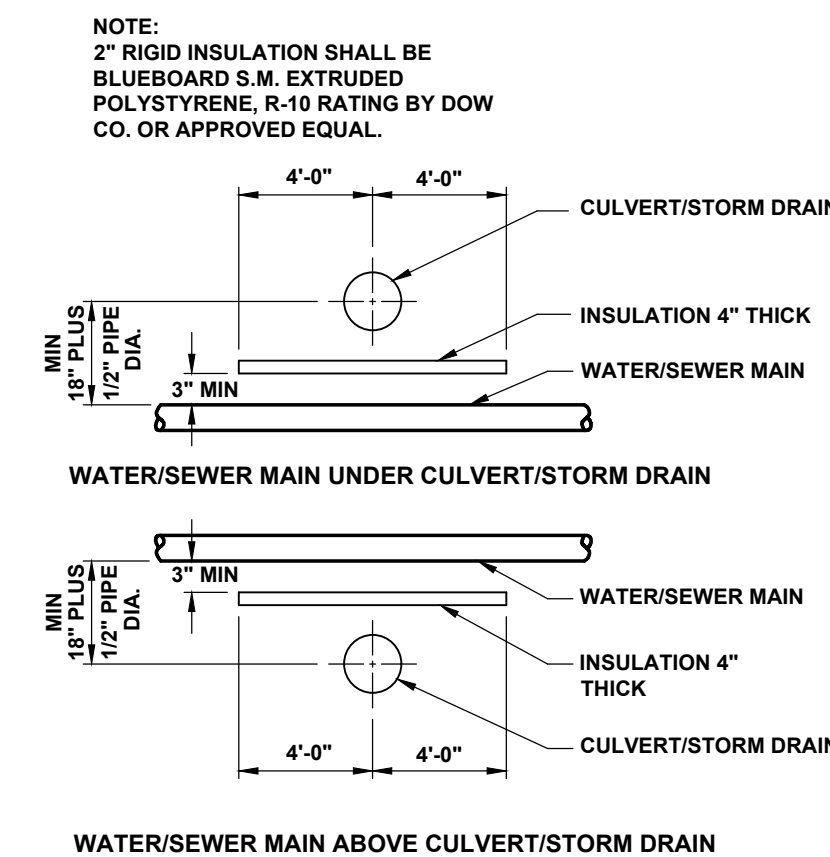 NOTE:
2" RIGID INSULATION SHALL BE
BLUEBOARD S.M. EXTRUDED
POLYSTYRENE, R-10 RATING BY DOW
CO. OR APPROVED EQUAL.
4'-0" 4'-0"
CULVERT/STORM DRAIN
INSULATION 4" THICK
WATER/SEWER MAIN
MIN
18" PLUS
1/2" PIPE
DIA.
3" MIN
WATER/SEWER MAIN UNDER CULVERT/STORM DRAIN
3" MIN
MIN
18" PLUS
1/2" PIPE
DIA.
WATER/SEWER MAIN
INSULATION 4"
THICK
CULVERT/STORM DRAIN
4'-0" 4'-0"
WATER/SEWER MAIN ABOVE CULVERT/STORM DRAIN